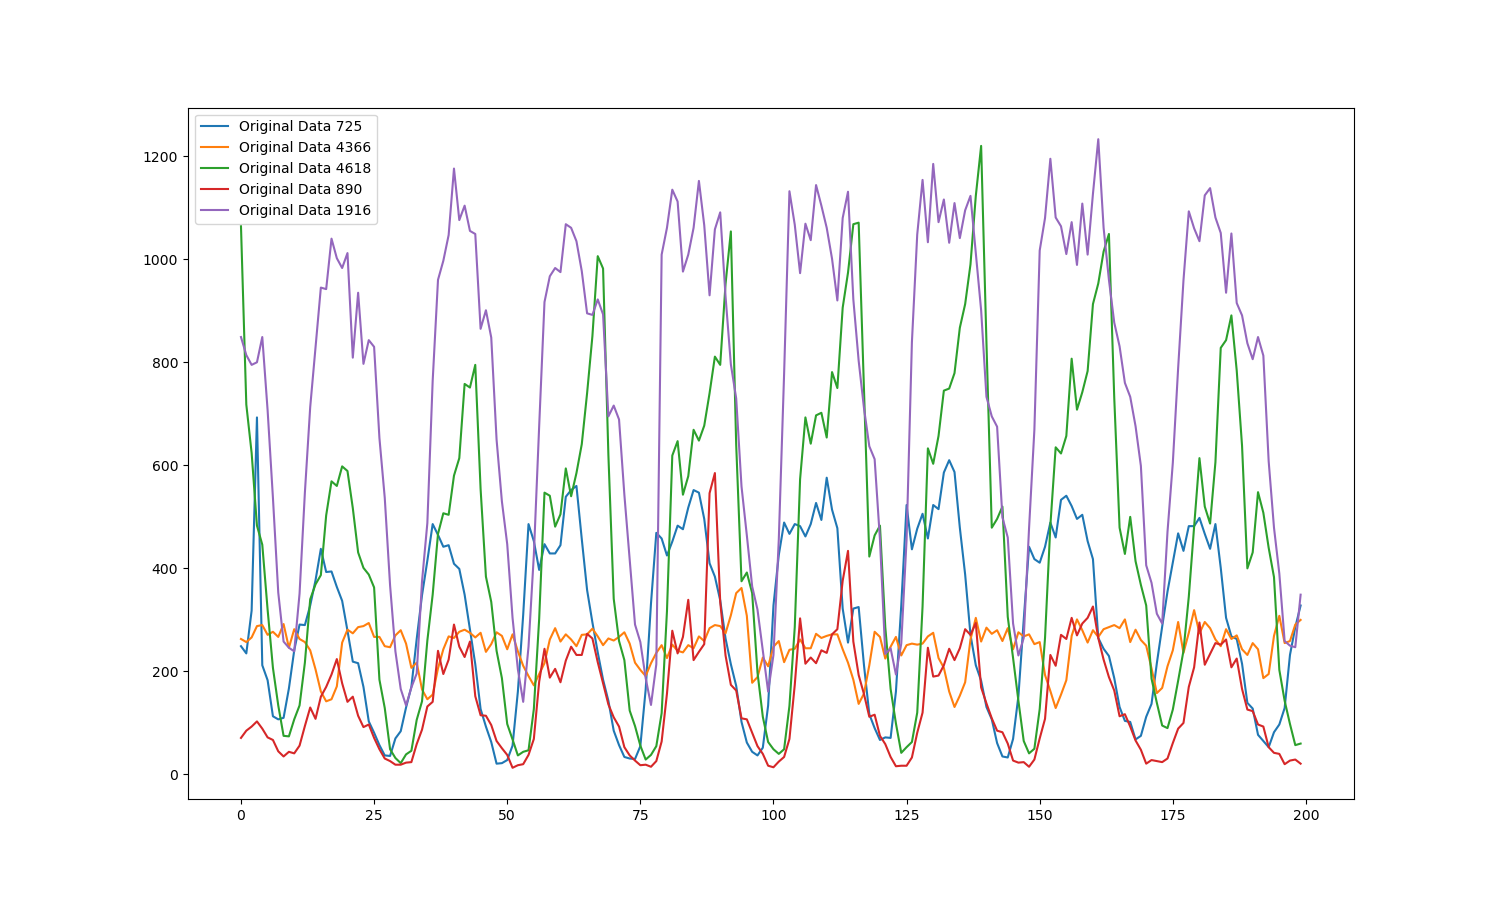 Original Data 725
Original Data 4366
Original Data 4618
Original Data 890
Original Data 1916
1200
1000
800
600
400
200
0
0 25 50 75 100 125 150 175 200